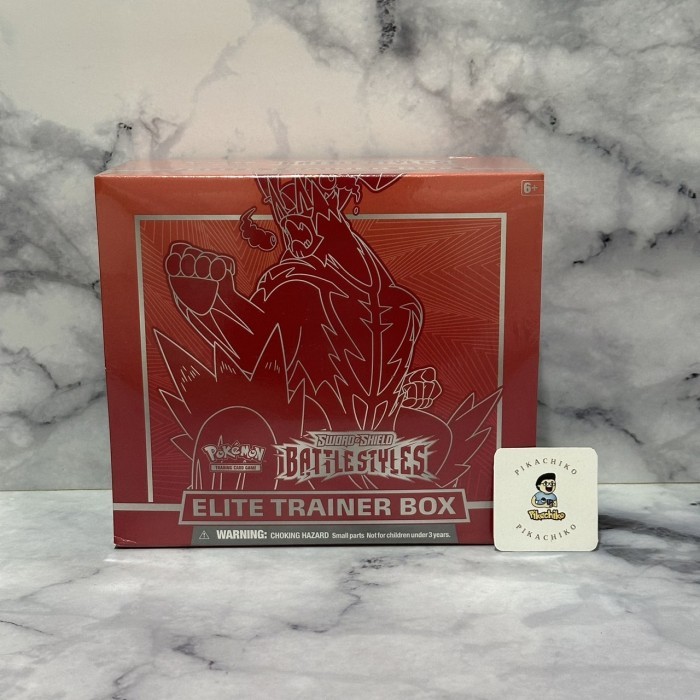 6+
Pokémon
TRADING CARD GAME
SWORD & SHIELD
BATTLE STYLES
ELITE TRAINER BOX
WARNING: CHOKING HAZARD Small parts Not for children under 3 years.
PIKACHIKO
Pikachiko
PIKACHIKO